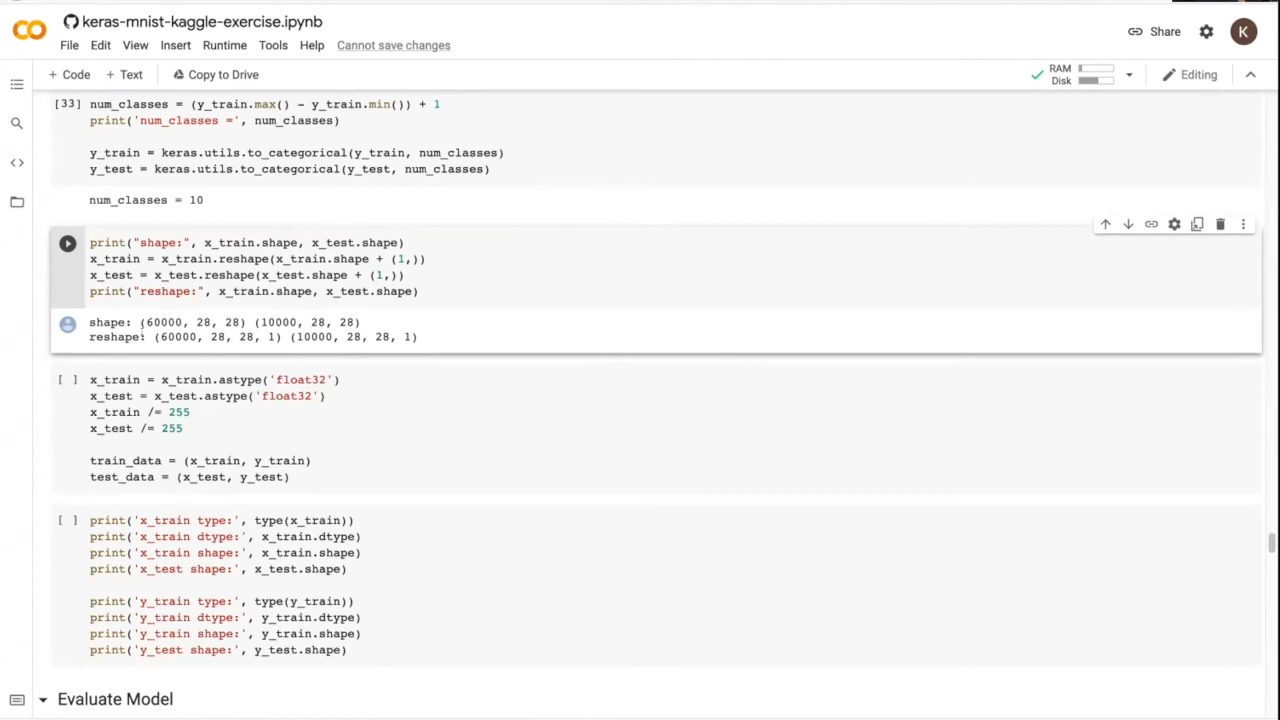 keras-mnist-kaggle-exercise.ipynb
File Edit View Insert Runtime Tools Help Cannot save changes
Share
K
+ Code + Text Copy to Drive
RAM
Disk
Editing
[33] num_classes = (y_train.max() - y_train.min()) + 1
print('num_classes =', num_classes)
y_train = keras.utils.to_categorical(y_train, num_classes)
y_test = keras.utils.to_categorical(y_test, num_classes)
num_classes = 10
print("shape:", x_train.shape, x_test.shape)
x_train = x_train.reshape(x_train.shape + (1,))
x_test = x_test.reshape(x_test.shape + (1,))
print("reshape:", x_train.shape, x_test.shape)
shape: (60000, 28, 28) (10000, 28, 28)
reshape: (60000, 28, 28, 1) (10000, 28, 28, 1)
[ ] x_train = x_train.astype('float32')
x_test = x_test.astype('float32')
x_train /= 255
x_test /= 255
train_data = (x_train, y_train)
test_data = (x_test, y_test)
[ ] print('x_train type:', type(x_train))
print('x_train dtype:', x_train.dtype)
print('x_train shape:', x_train.shape)
print('x_test shape:', x_test.shape)
print('y_train type:', type(y_train))
print('y_train dtype:', y_train.dtype)
print('y_train shape:', y_train.shape)
print('y_test shape:', y_test.shape)
Evaluate Model